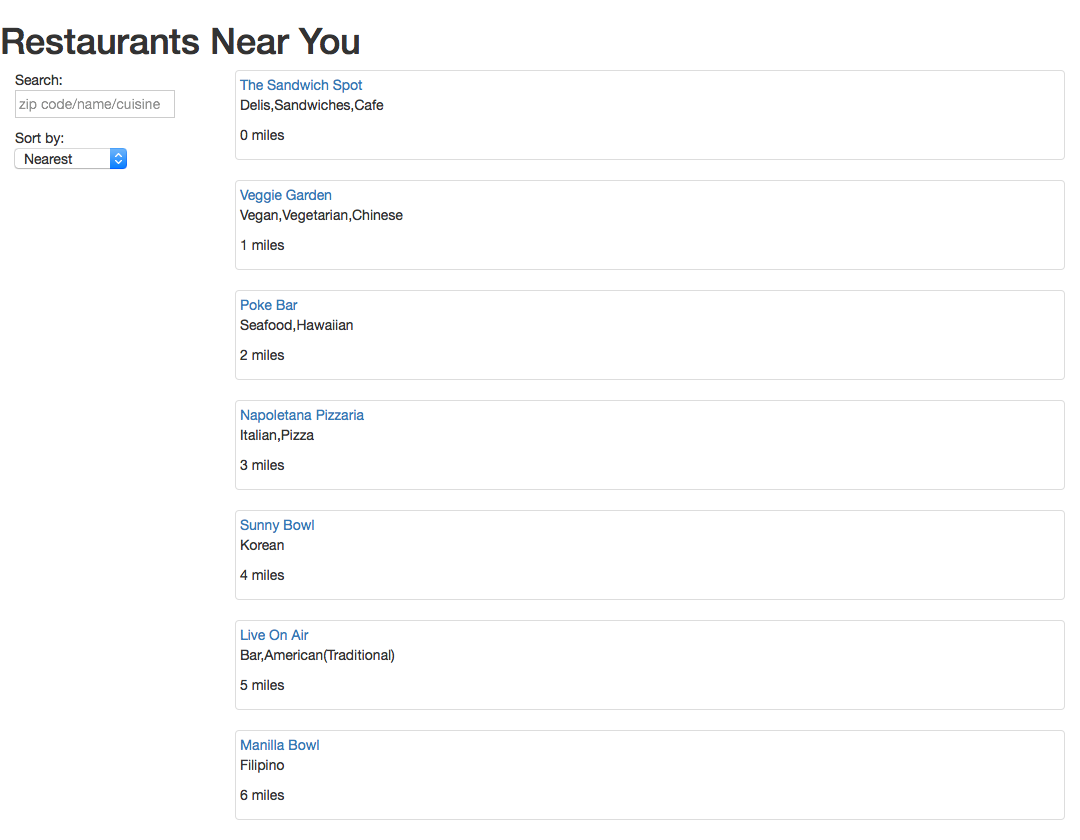 Restaurants Near You
Search:
zip code/name/cuisine
Sort by:
Nearest
The Sandwich Spot
Delis,Sandwiches,Cafe
0 miles
Veggie Garden
Vegan,Vegetarian,Chinese
1 miles
Poke Bar
Seafood,Hawaiian
2 miles
Napoletana Pizzaria
Italian,Pizza
3 miles
Sunny Bowl
Korean
4 miles
Live On Air
Bar,American(Traditional)
5 miles
Manilla Bowl
Filipino
6 miles